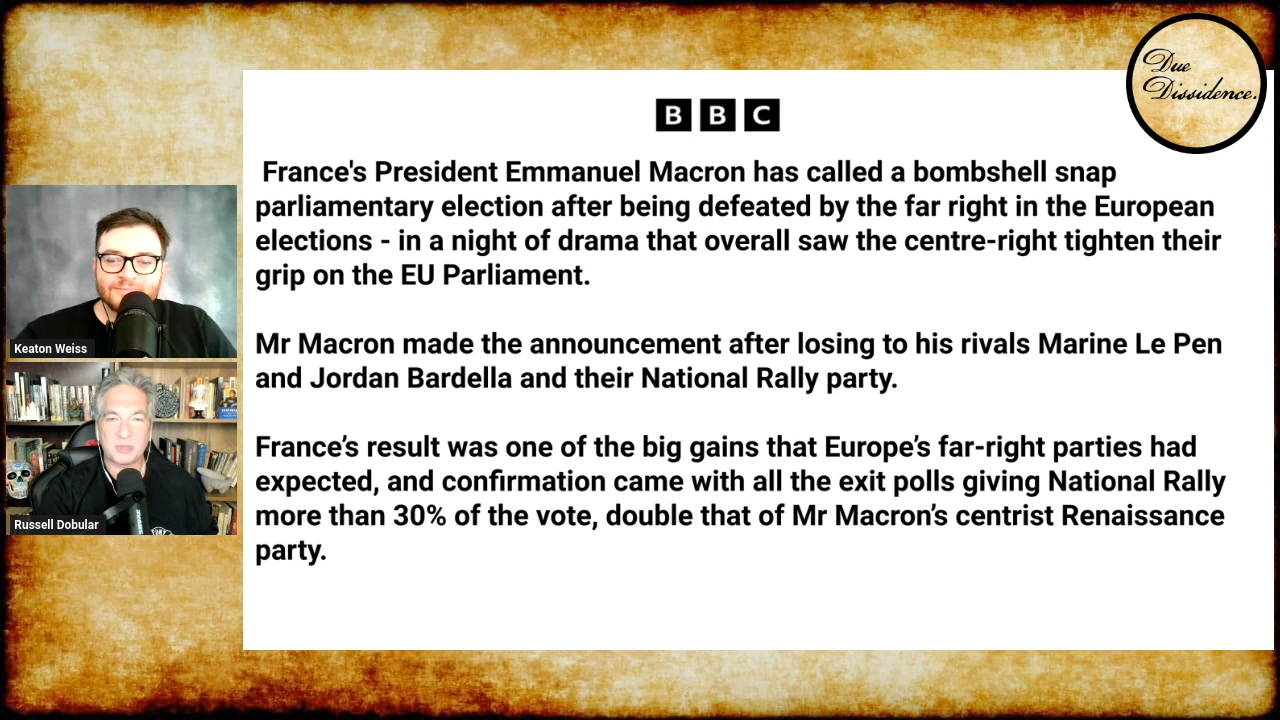 Due
Dissidence.
BBC
France's President Emmanuel Macron has called a bombshell snap
parliamentary election after being defeated by the far right in the European
elections - in a night of drama that overall saw the centre-right tighten their
grip on the EU Parliament.
Mr Macron made the announcement after losing to his rivals Marine Le Pen
and Jordan Bardella and their National Rally party.
France’s result was one of the big gains that Europe’s far-right parties had
expected, and confirmation came with all the exit polls giving National Rally
more than 30% of the vote, double that of Mr Macron’s centrist Renaissance
party.
Keaton Weiss
Russell Dobular